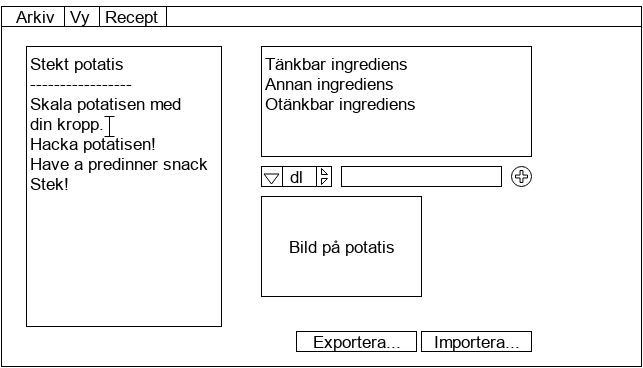 Arkiv Vy Recept
Stekt potatis
-----------------
Skala potatisen med
din kropp.
Hacka potatisen!
Have a predinner snack
Stek!
Tänkbar ingrediens
Annan ingrediens
Otänkbar ingrediens
dl
Bild på potatis
Exportera... Importera...